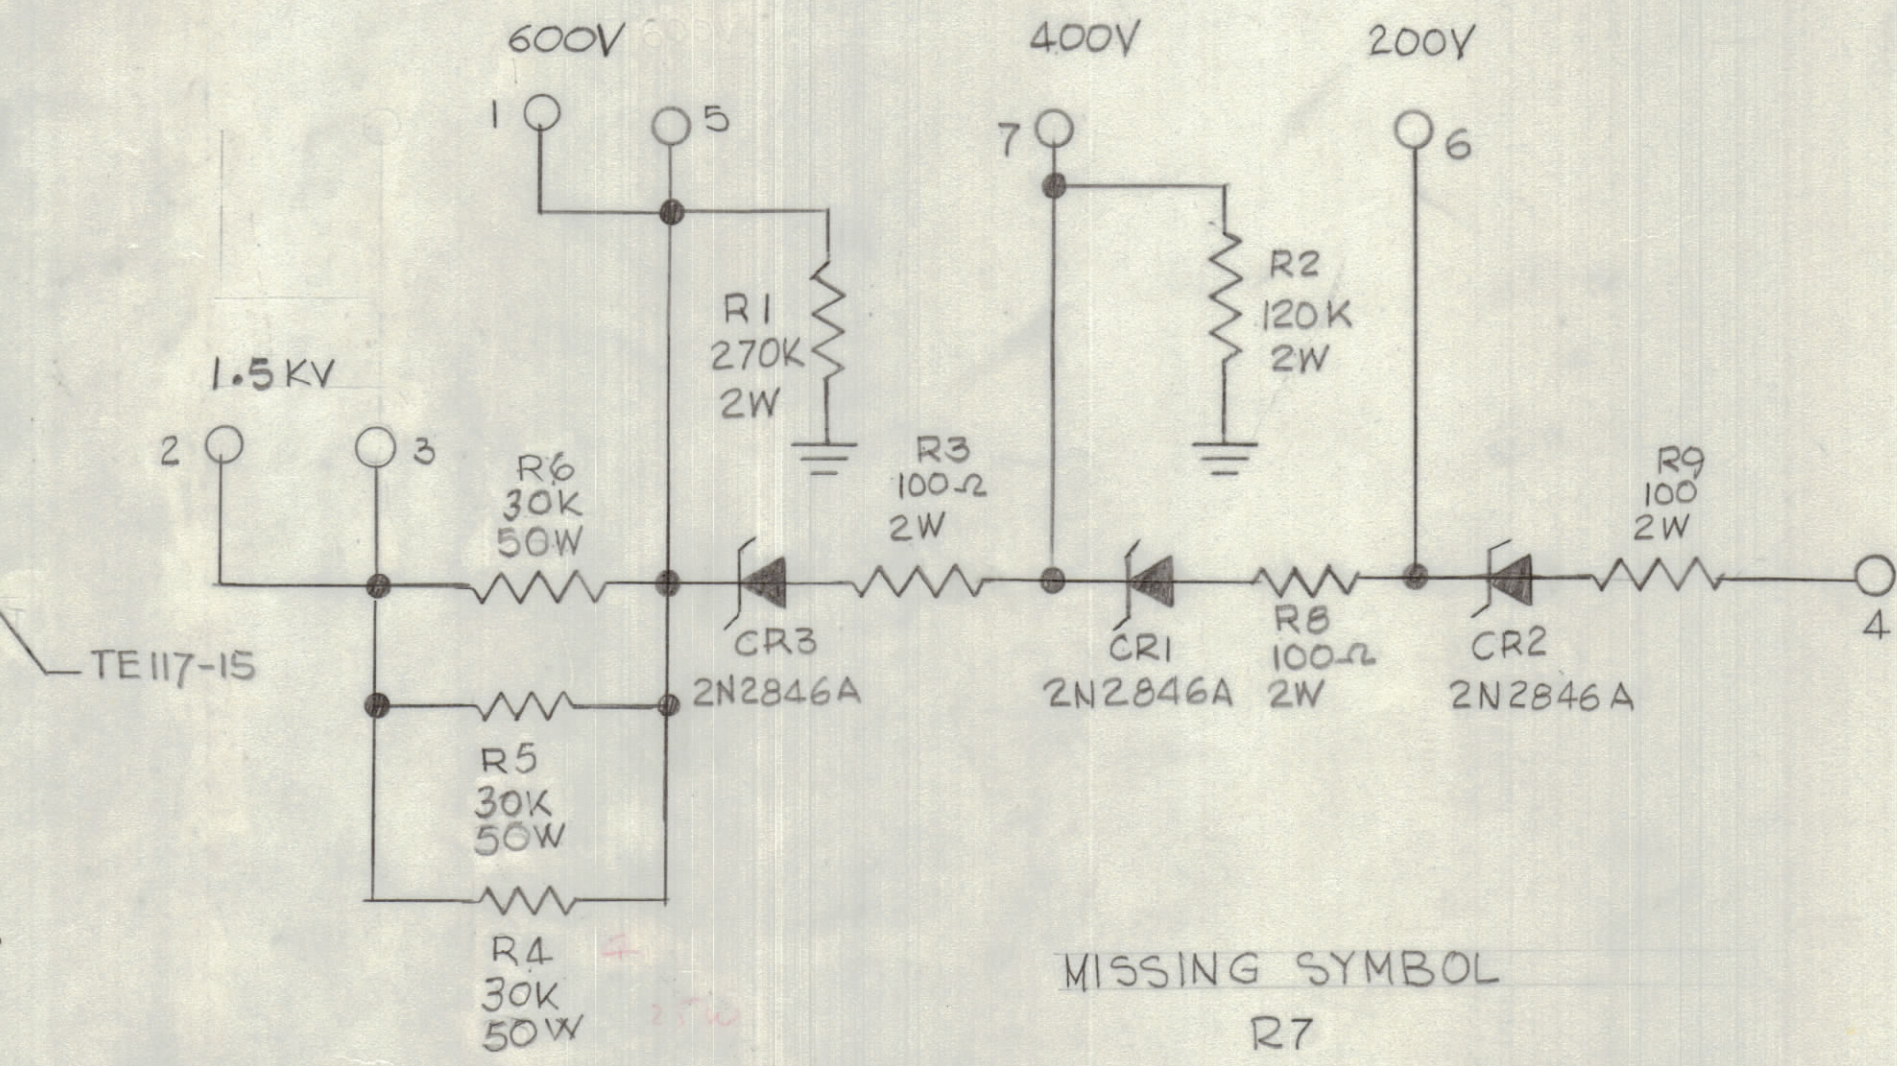 600V
400V
200V
1
5
7
6
R1
270K
2W
R2
120K
2W
1.5KV
2
3
R6
30K
50W
R3
100Ω
2W
R9
100
2W
4
TE117-15
CR3
2N2846A
CR1
2N2846A
R8
100Ω
2W
CR2
2N2846A
R5
30K
50W
R4
30K
50W
4
MISSING SYMBOL
R7